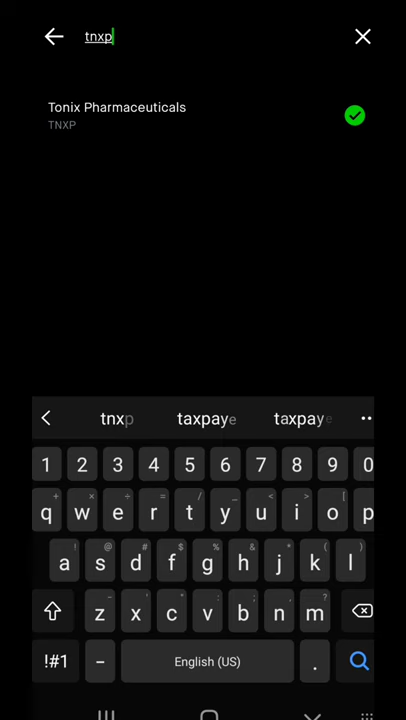 tnxp
Tonix Pharmaceuticals
TNXP
tnxp taxpaye taxpaye
1 2 3 4 5 6 7 8 9 0
+ × ÷ = / _ < > [
q w e r t y u i o p
! @ # $ % & * ( )
a s d f g h j k l
- ' " : ; , ?
z x c v b n m
!#1 - English (US) .